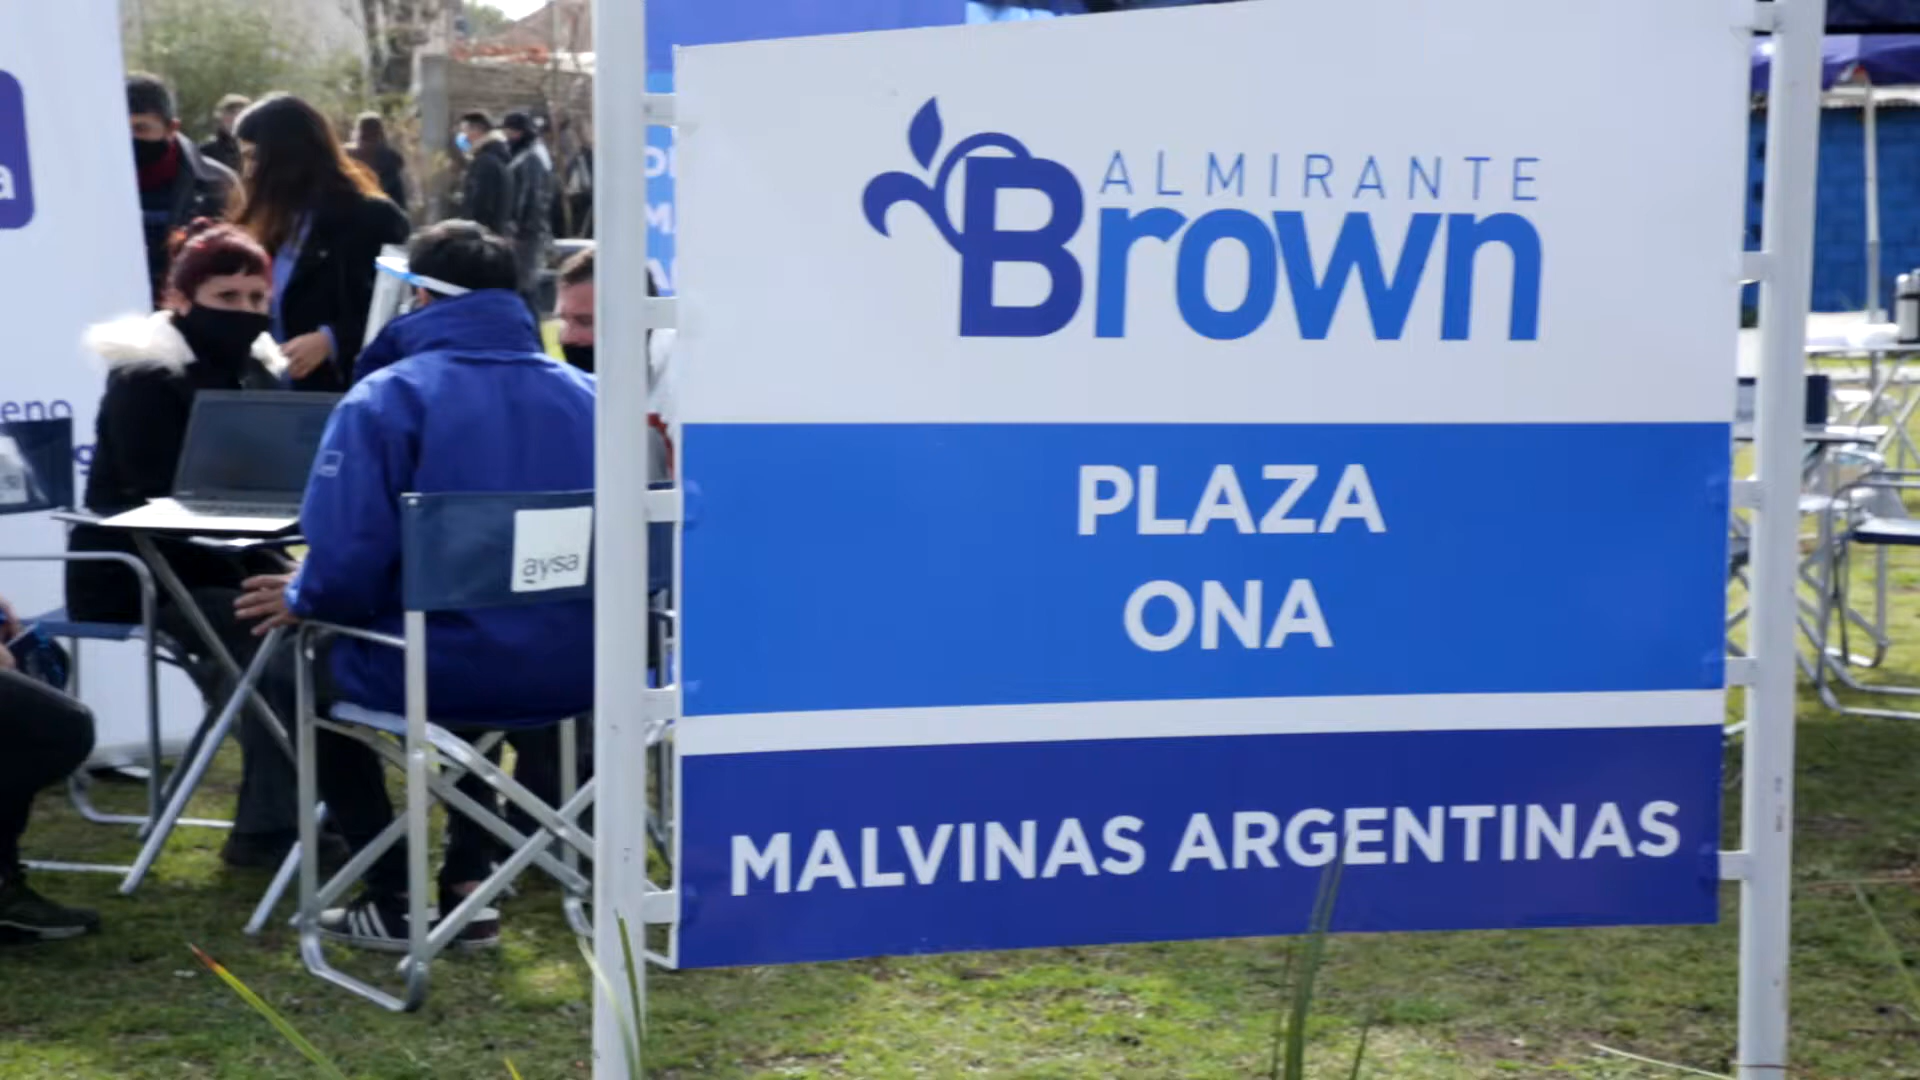 ALMIRANTE
Brown
PLAZA
ONA
MALVINAS ARGENTINAS
aysa